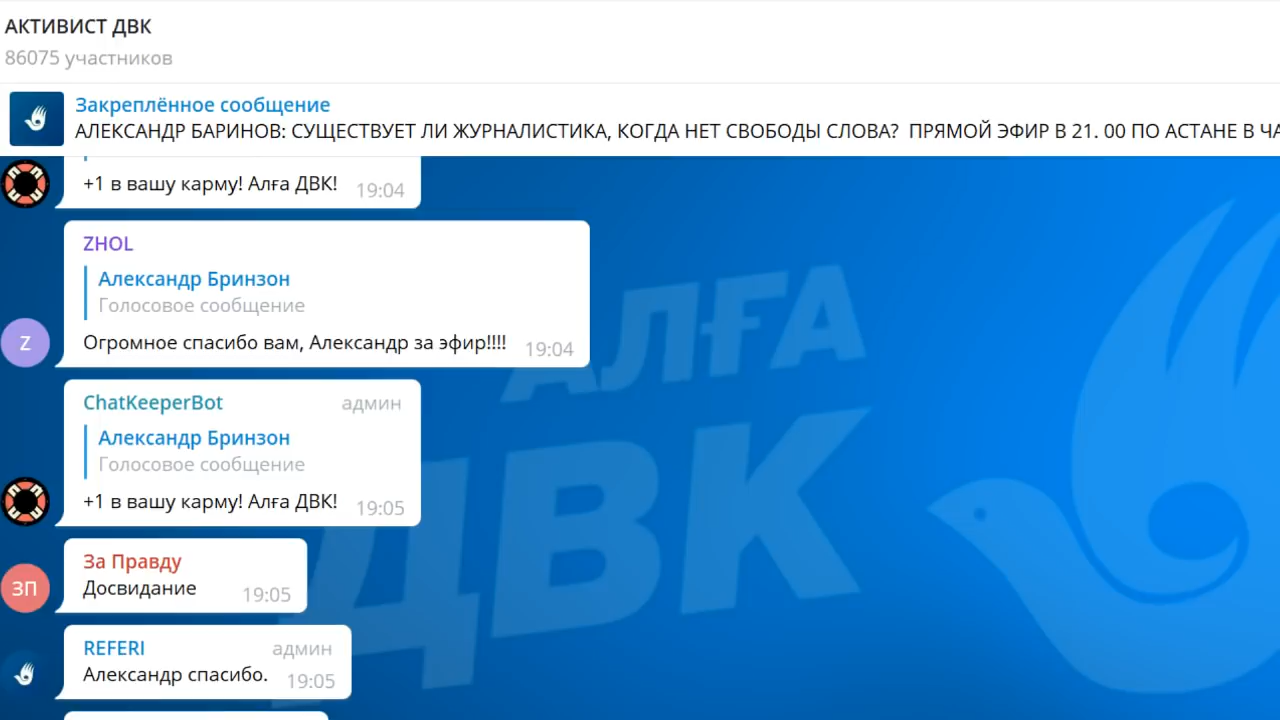 АКТИВИСТ ДВК
86075 участников
Закреплённое сообщение
АЛЕКСАНДР БАРИНОВ: СУЩЕСТВУЕТ ЛИ ЖУРНАЛИСТИКА, КОГДА НЕТ СВОБОДЫ СЛОВА? ПРЯМОЙ ЭФИР В 21. 00 ПО АСТАНЕ В ЧА
+1 в вашу карму! Алға ДВК!
19:04
ZHOL
Александр Бринзон
Голосовое сообщение
Z
Огромное спасибо вам, Александр за эфир!!!!
19:04
ChatKeeperBot
админ
Александр Бринзон
Голосовое сообщение
+1 в вашу карму! Алға ДВК!
19:05
За Правду
ЗП
Досвидание
19:05
REFERI
админ
Александр спасибо.
19:05
АЛҒА
ДВК